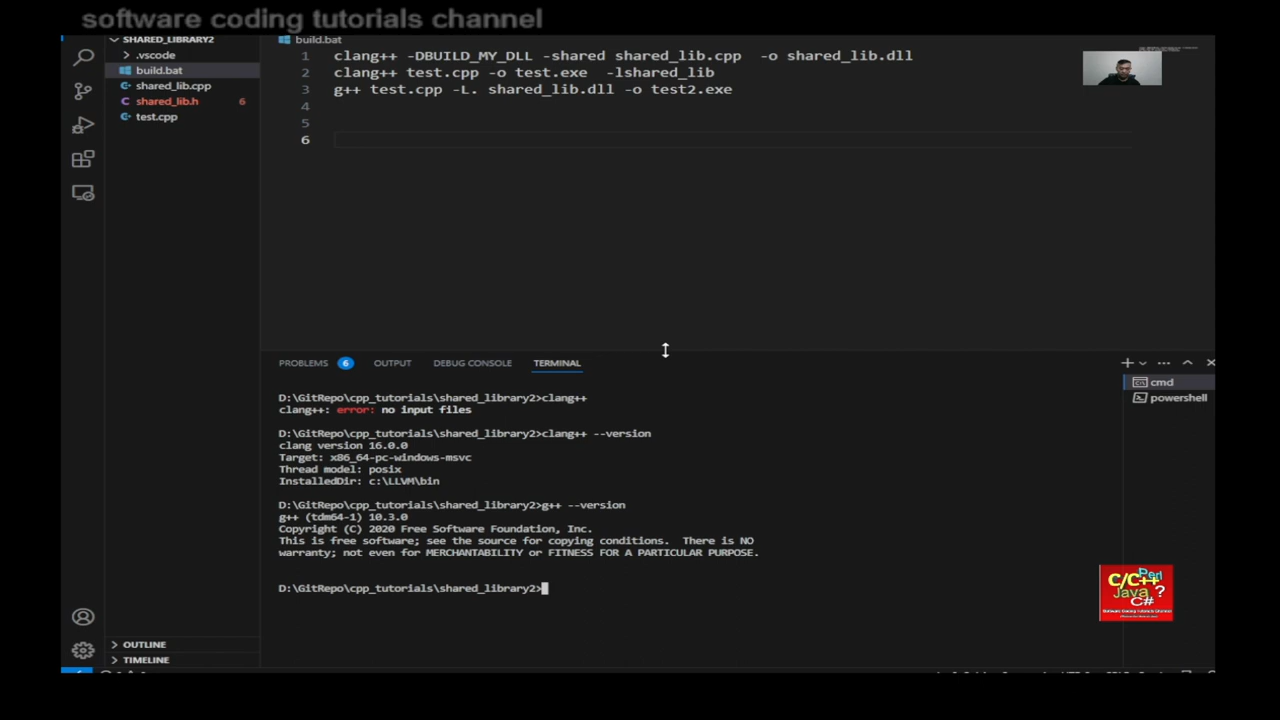 software coding tutorials channel
SHARED_LIBRARY2
.vscode
build.bat
shared_lib.cpp
shared_lib.h 6
test.cpp
build.bat
1 clang++ -DBUILD_MY_DLL -shared shared_lib.cpp -o shared_lib.dll
2 clang++ test.cpp -o test.exe -lshared_lib
3 g++ test.cpp -L. shared_lib.dll -o test2.exe
4
5
6
PROBLEMS 6 OUTPUT DEBUG CONSOLE TERMINAL
cmd
powershell
D:\GitRepo\cpp_tutorials\shared_library2>clang++
clang++: error: no input files
D:\GitRepo\cpp_tutorials\shared_library2>clang++ --version
clang version 16.0.0
Target: x86_64-pc-windows-msvc
Thread model: posix
InstalledDir: c:\LLVM\bin
D:\GitRepo\cpp_tutorials\shared_library2>g++ --version
g++ (tdm64-1) 10.3.0
Copyright (C) 2020 Free Software Foundation, Inc.
This is free software; see the source for copying conditions. There is NO
warranty; not even for MERCHANTABILITY or FITNESS FOR A PARTICULAR PURPOSE.
D:\GitRepo\cpp_tutorials\shared_library2>
Perl
C/C++
Java ?
C#
OUTLINE
TIMELINE